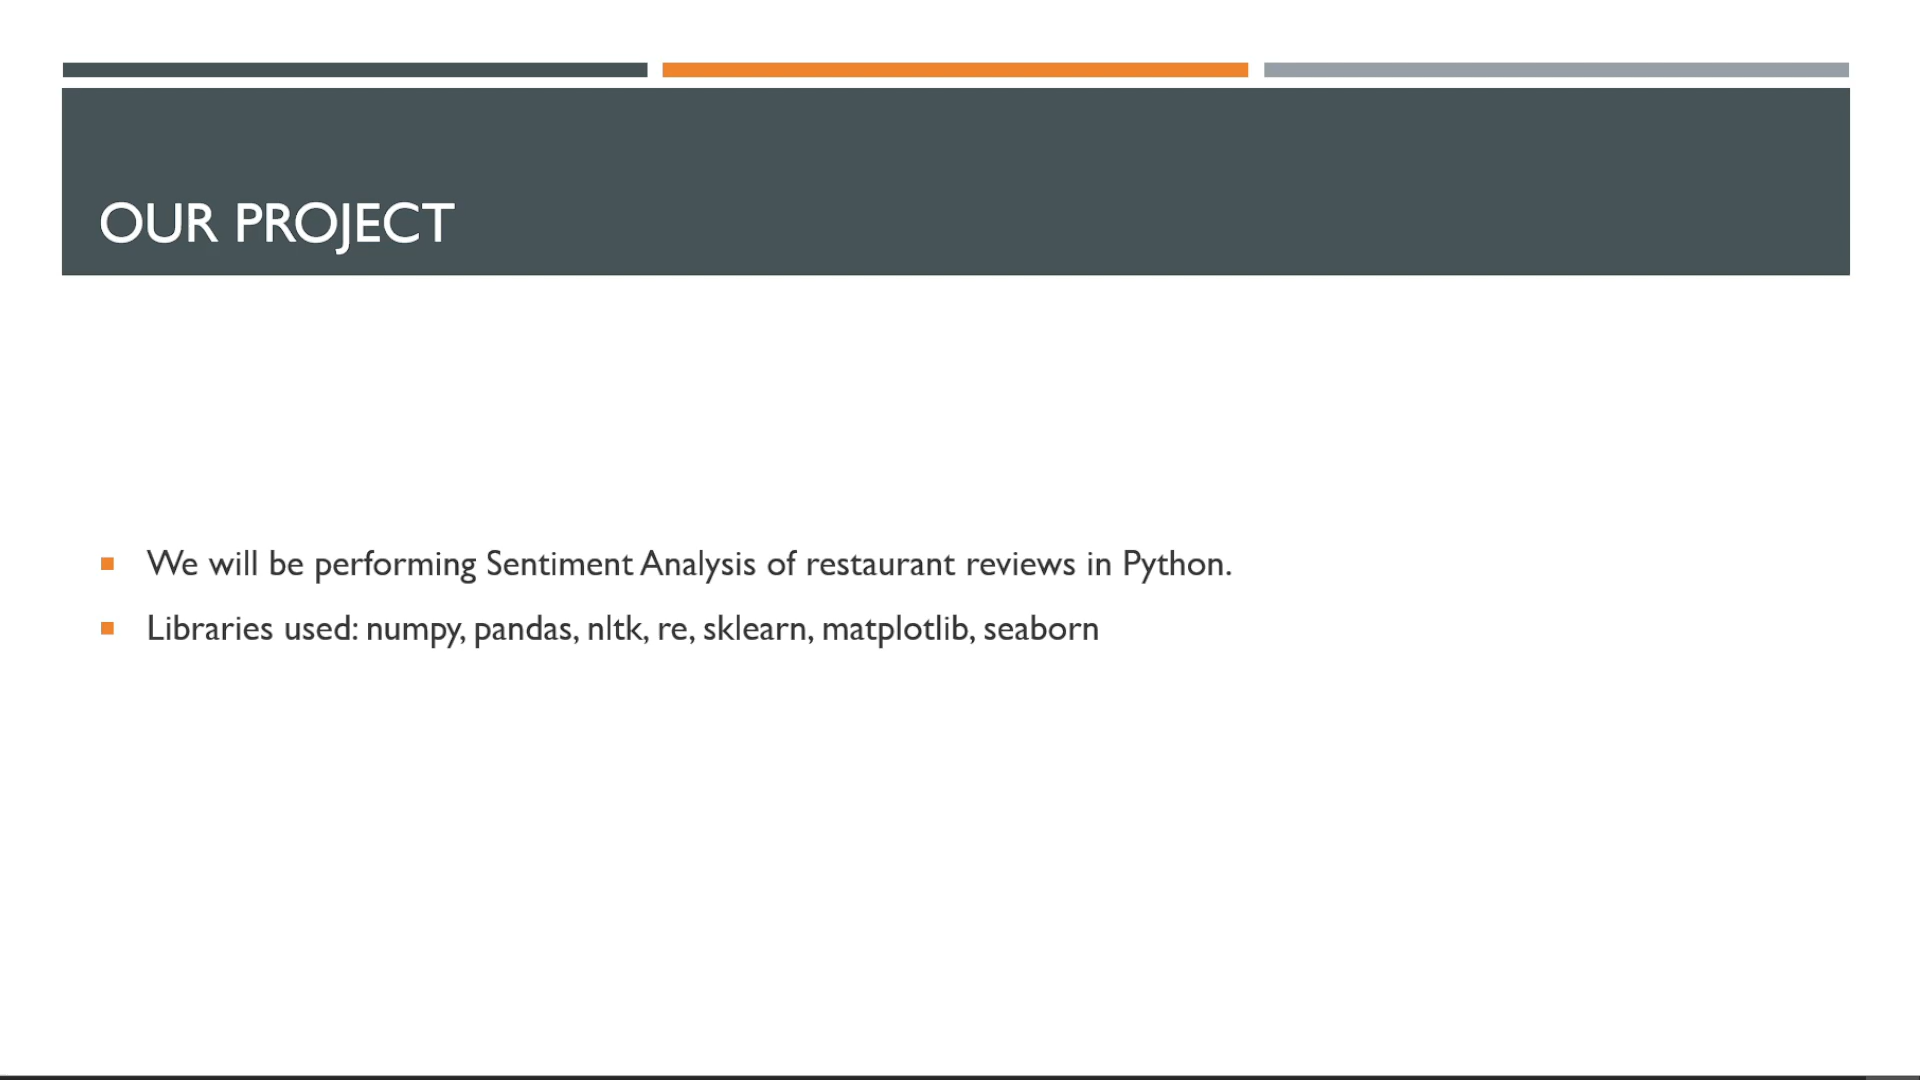 OUR PROJECT
We will be performing Sentiment Analysis of restaurant reviews in Python.
Libraries used: numpy, pandas, nltk, re, sklearn, matplotlib, seaborn